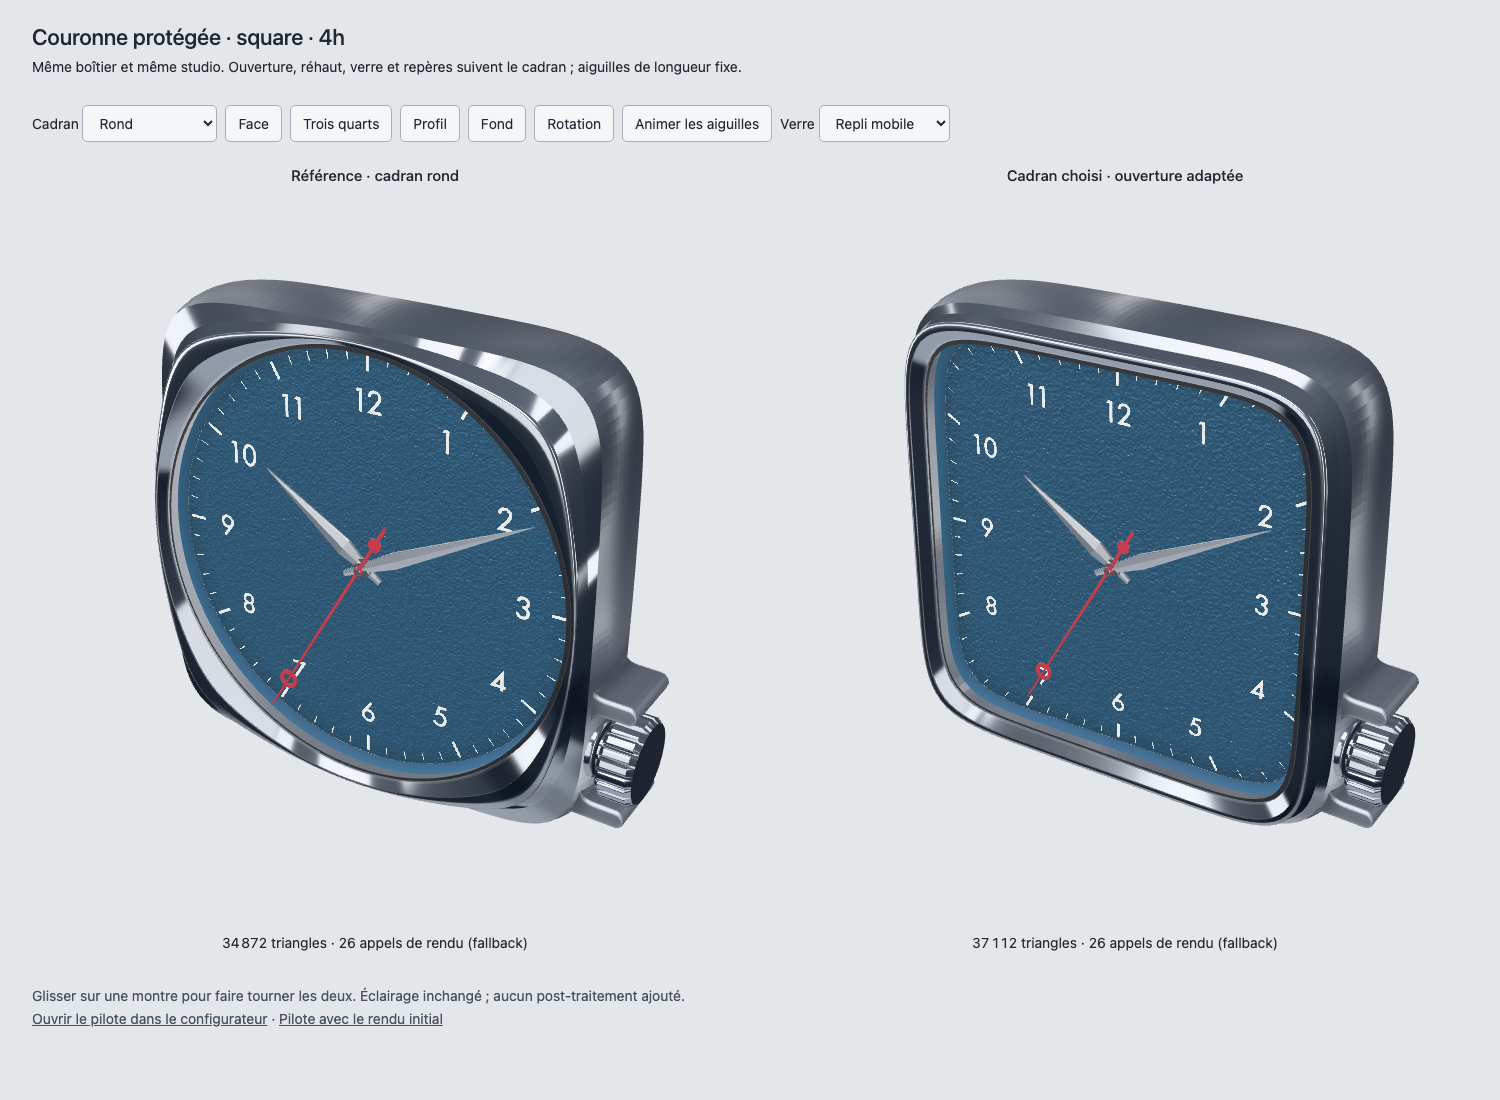 Couronne protégée · square · 4h
Même boîtier et même studio. Ouverture, réhaut, verre et repères suivent le cadran ; aiguilles de longueur fixe.
Cadran Rond Face Trois quarts Profil Fond Rotation Animer les aiguilles Verre Repli mobile
Référence · cadran rond
Cadran choisi · ouverture adaptée
12
1
2
3
4
5
6
7
8
9
10
11
12
1
2
3
4
5
6
8
9
10
11
34 872 triangles · 26 appels de rendu (fallback)
37 112 triangles · 26 appels de rendu (fallback)
Glisser sur une montre pour faire tourner les deux. Éclairage inchangé ; aucun post-traitement ajouté.
Ouvrir le pilote dans le configurateur · Pilote avec le rendu initial